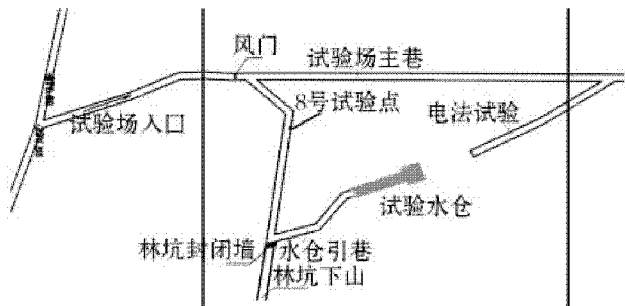 风门
试验场主巷
8号试验点
电法试验
试验场入口
试验水仓
林坑封闭墙
水仓引巷
林坑下山